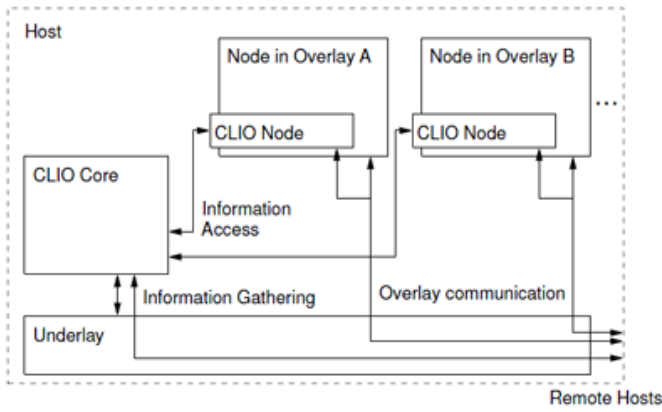 Host
Node in Overlay A
Node in Overlay B
...
CLIO Node
CLIO Node
CLIO Core
Information
Access
Information Gathering
Overlay communication
Underlay
Remote Hosts